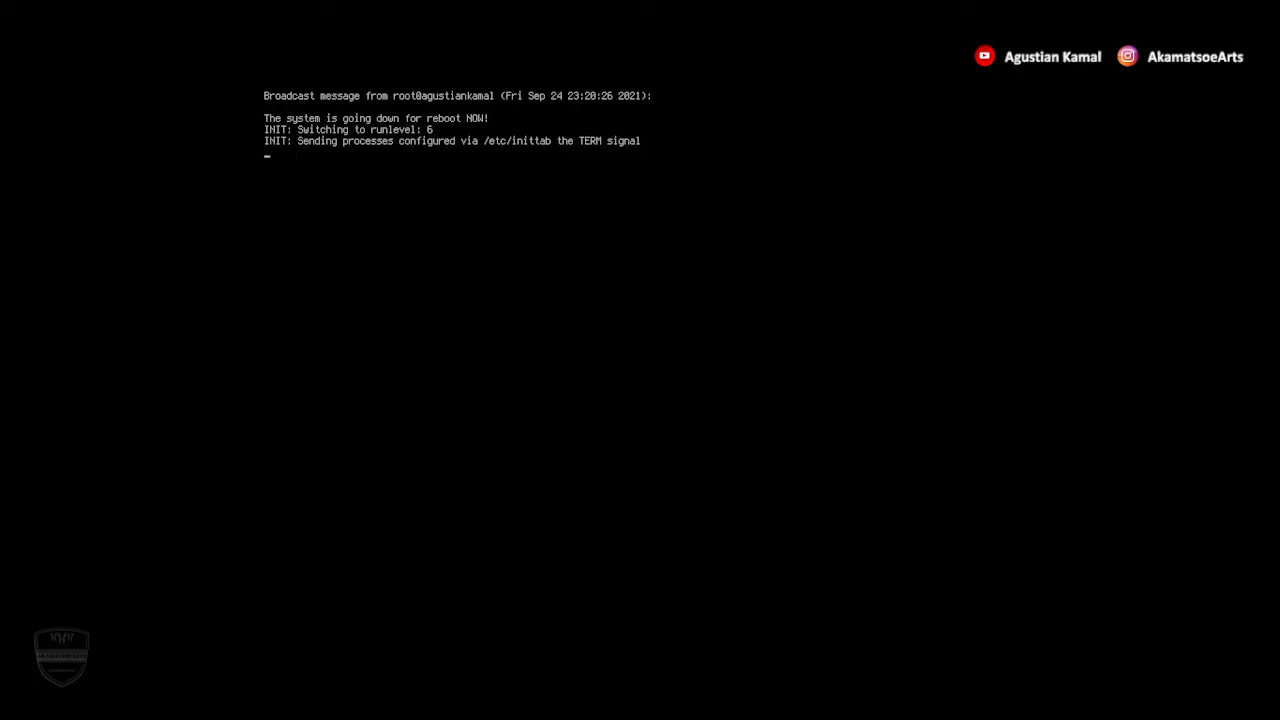 Agustian Kamal AkamatsoeArts
Broadcast message from root@agustiankamal (Fri Sep 24 23:20:26 2021):
The system is going down for reboot NOW!
INIT: Switching to runlevel: 6
INIT: Sending processes configured via /etc/inittab the TERM signal